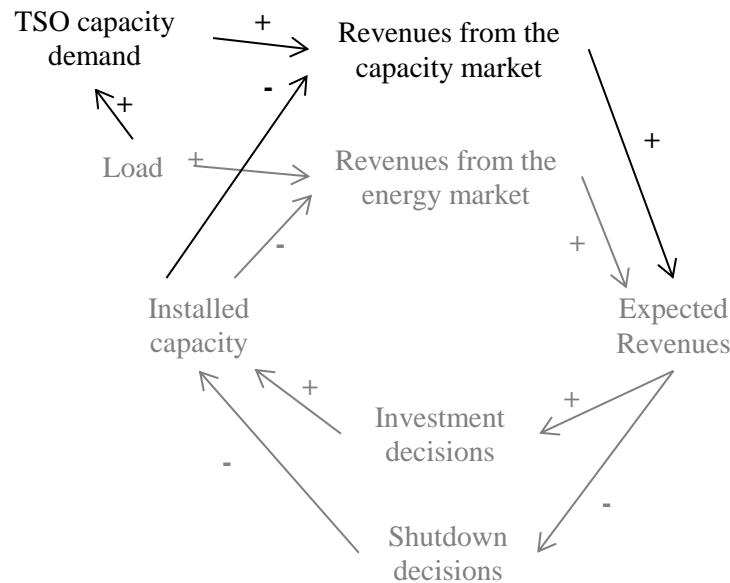 TSO capacity
demand
+
Revenues from the
capacity market
-
+
+
Load
+
Revenues from the
energy market
-
+
Installed
capacity
Expected
Revenues
+
Investment
decisions
+
-
-
Shutdown
decisions